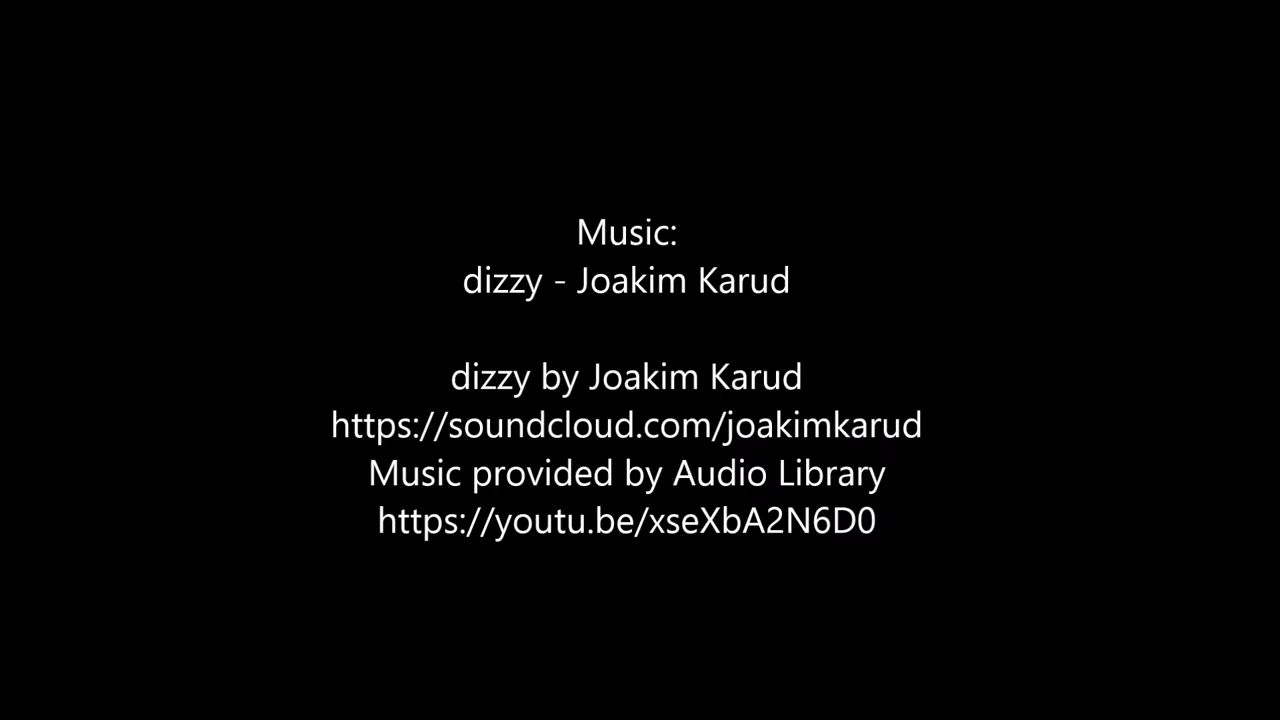 Music:
dizzy - Joakim Karud
dizzy by Joakim Karud
https://soundcloud.com/joakimkarud
Music provided by Audio Library
https://youtu.be/xseXbA2N6D0